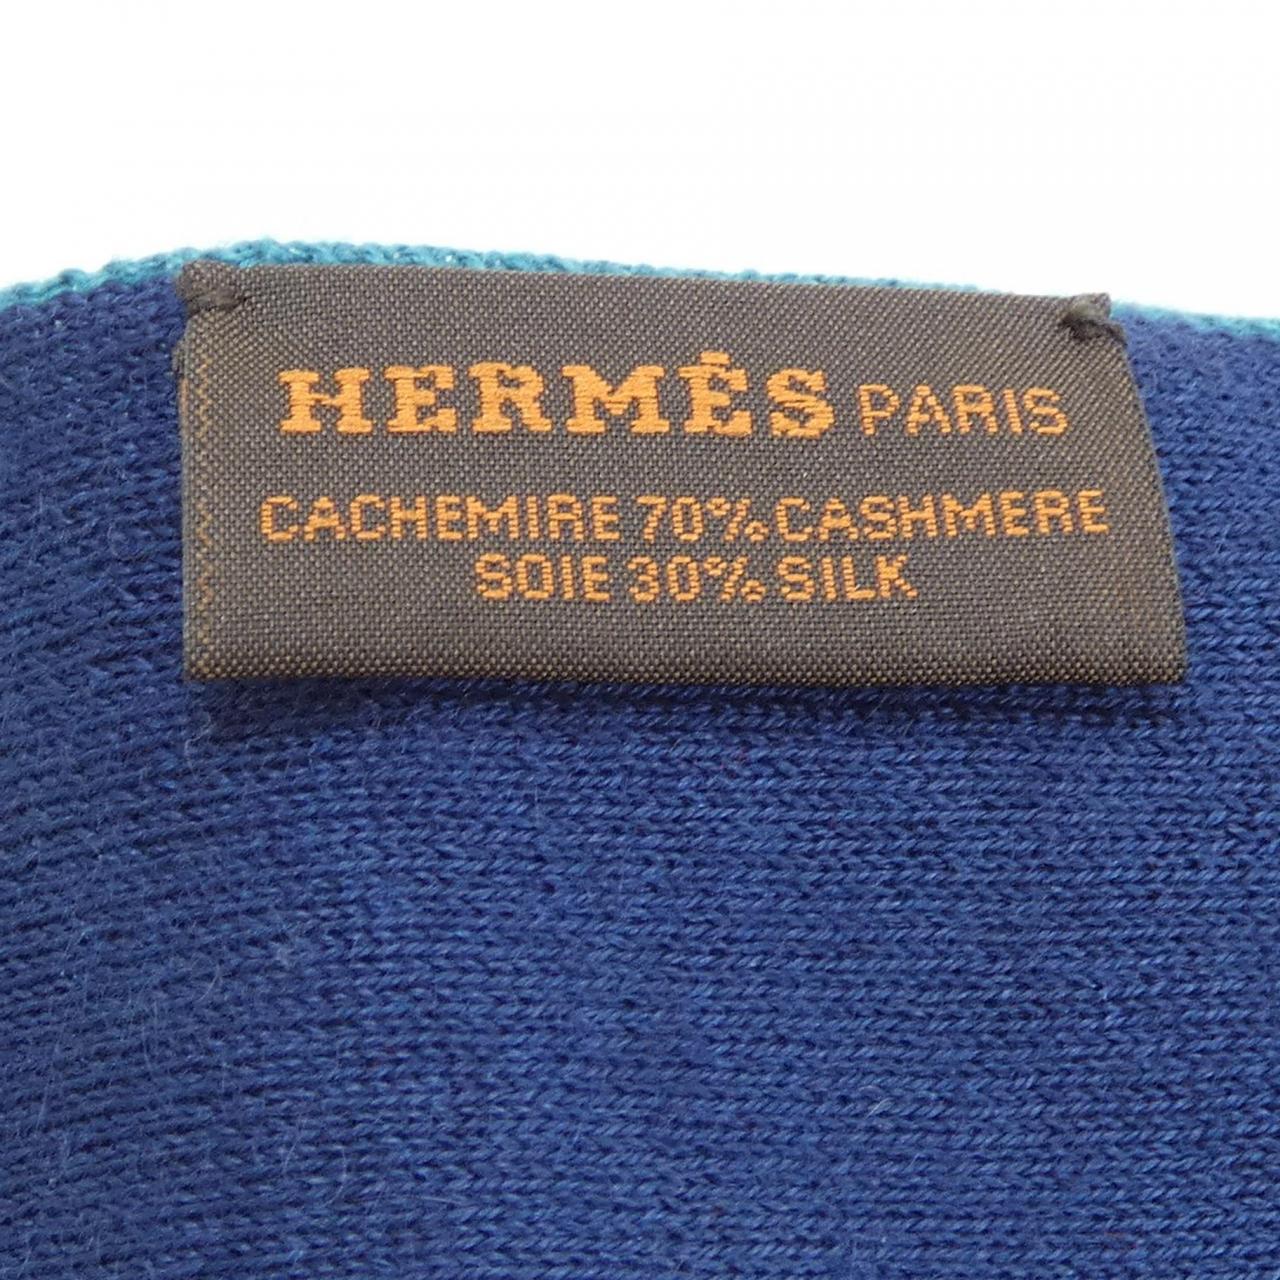 HERMÈS PARIS
CACHEMIRE 70% CASHMERE
SOIE 30% SILK